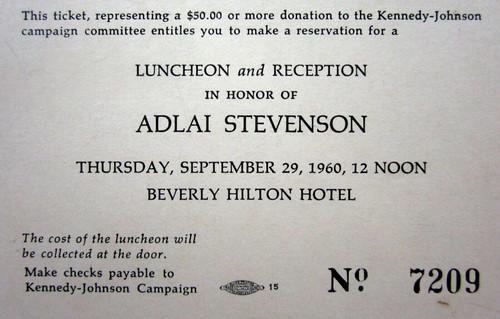 This ticket, representing a $50.00 or more donation to the Kennedy-Johnson
campaign committee entitles you to make a reservation for a
LUNCHEON and RECEPTION
IN HONOR OF
ADLAI STEVENSON
THURSDAY, SEPTEMBER 29, 1960, 12 NOON
BEVERLY HILTON HOTEL
The cost of the luncheon will
be collected at the door.
Make checks payable to
Kennedy-Johnson Campaign
15
Nº 7209